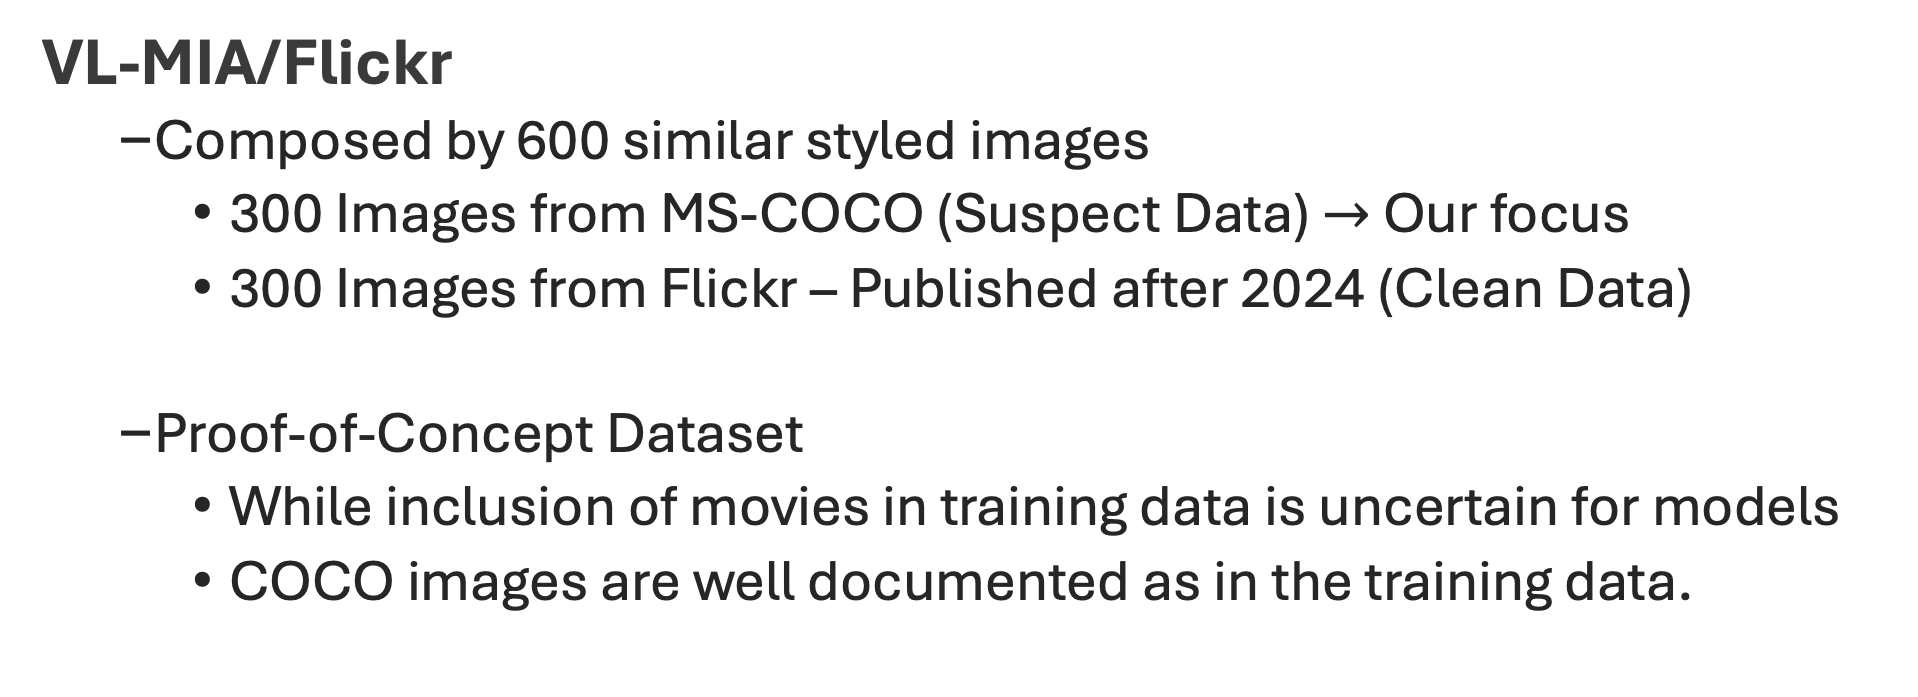 VL-MIA/Flickr
–Composed by 600 similar styled images
• 300 Images from MS-COCO (Suspect Data) → Our focus
• 300 Images from Flickr – Published after 2024 (Clean Data)
–Proof-of-Concept Dataset
• While inclusion of movies in training data is uncertain for models
• COCO images are well documented as in the training data.